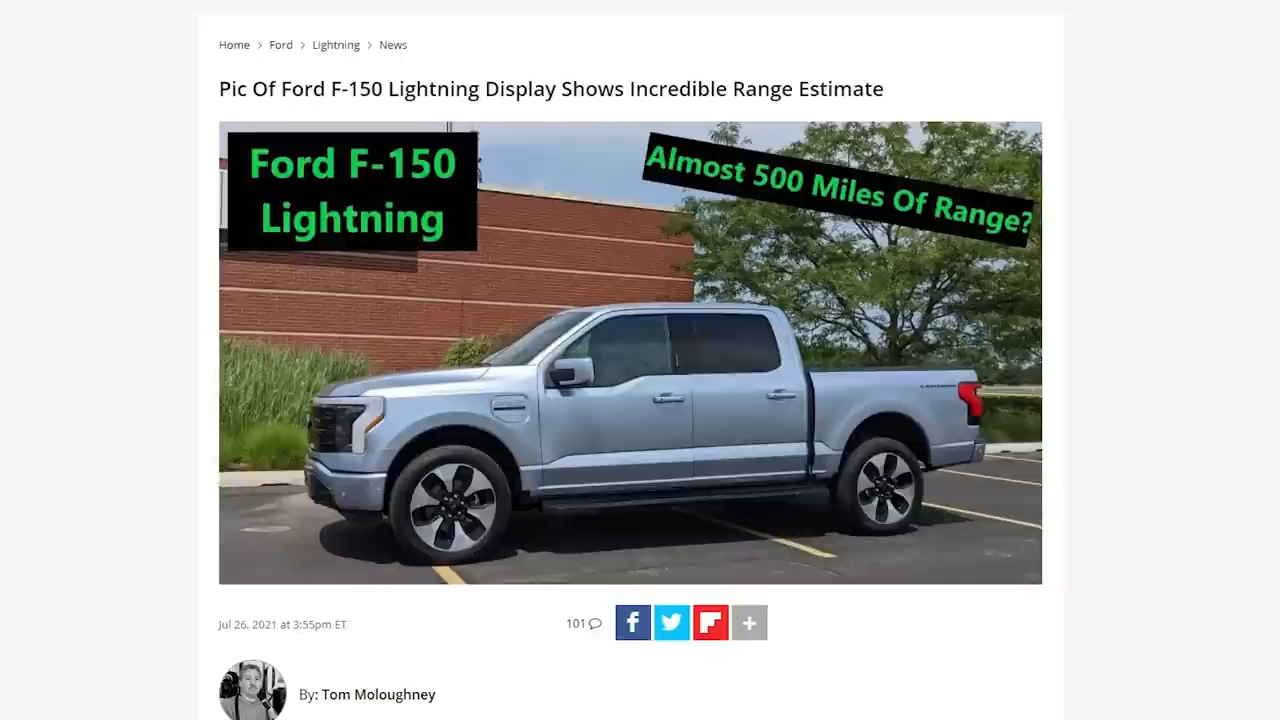 Home > Ford > Lightning > News
Pic Of Ford F-150 Lightning Display Shows Incredible Range Estimate
Ford F-150
Lightning
Almost 500 Miles Of Range?
Jul 26, 2021 at 3:55pm ET
101
By: Tom Moloughney